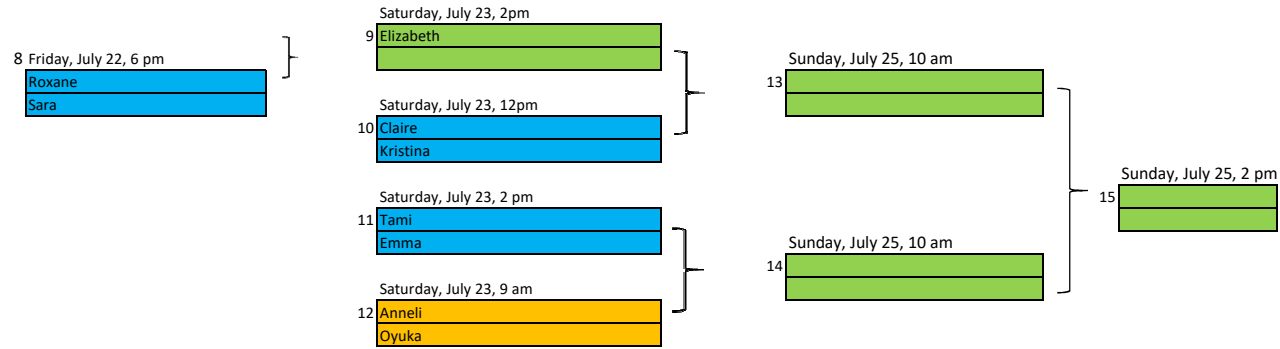 8 Friday, July 22, 6 pm
Roxane
Sara
Saturday, July 23, 2pm
9 Elizabeth
Saturday, July 23, 12pm
10 Claire
Kristina
Saturday, July 23, 2 pm
11 Tami
Emma
Saturday, July 23, 9 am
12 Anneli
Oyuka
Sunday, July 25, 10 am
13
Sunday, July 25, 10 am
14
Sunday, July 25, 2 pm
15